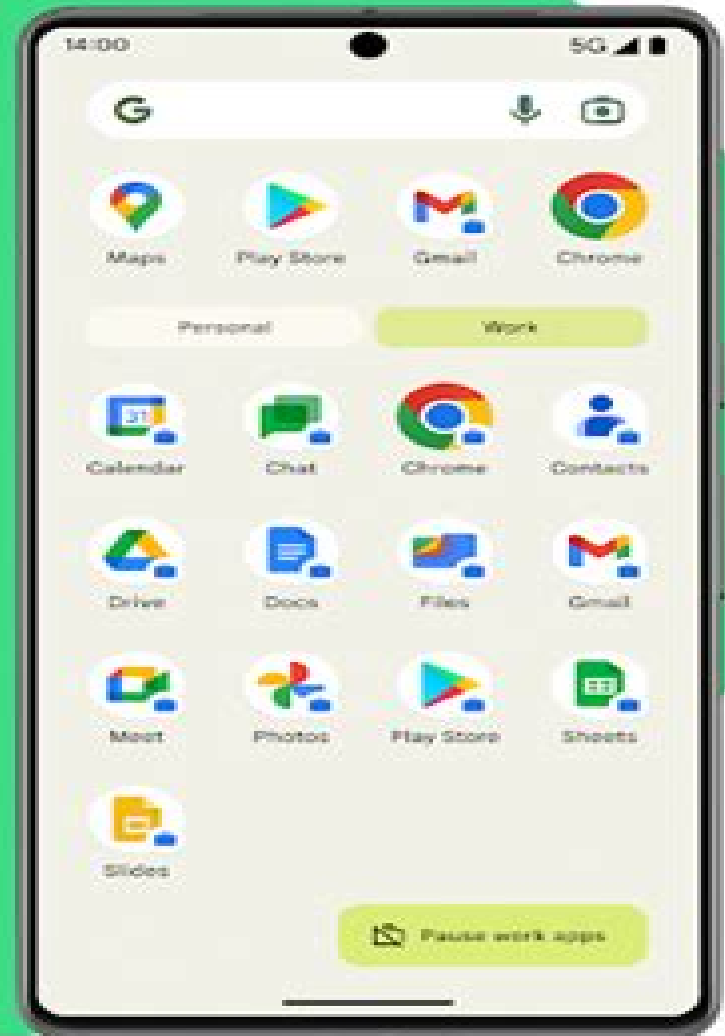 14:00 5G
G
Maps Play Store Gmail Chrome
Personal Work
31
Calendar Chat Chrome Contacts
Drive Docs Files Gmail
Meet Photos Play Store Sheets
Slides
Pause work apps